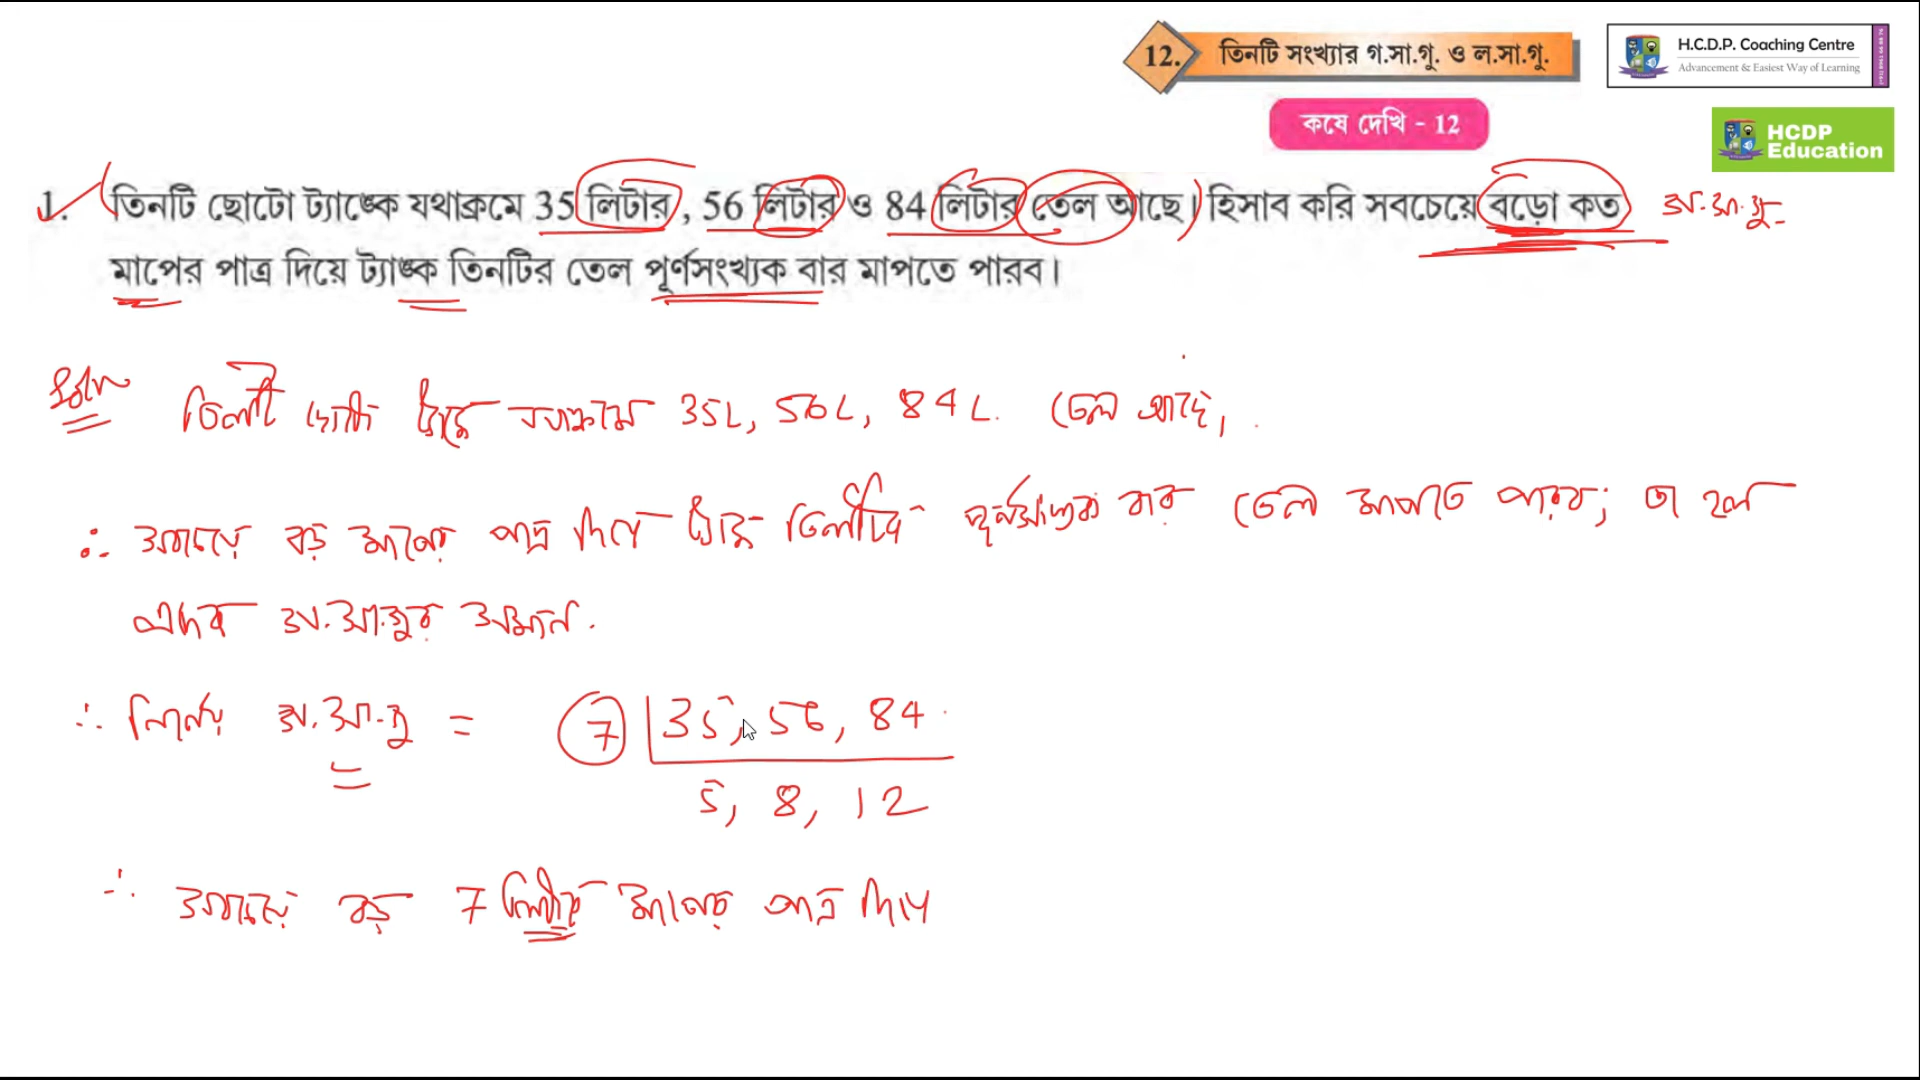 12. তিনটি সংখ্যার গ.সা.গু. ও ল.সা.গু.
H.C.D.P. Coaching Centre
Advancement & Easiest Way of Learning
কষে দেখি - 12
HCDP
Education
1. তিনটি ছোটো ট্যাঙ্কে যথাক্রমে 35 লিটার, 56 লিটার ও 84 লিটার তেল আছে। হিসাব করি সবচেয়ে বড়ো কত গ.সা.গু.
মাপের পাত্র দিয়ে ট্যাঙ্ক তিনটির তেল পূর্ণসংখ্যক বার মাপতে পারব।
তিনটি ছোট ট্যাঙ্কে যথাক্রমে 35L, 56L, 84L. তেল আছে,
∴ সবচেয়ে বড় মাপের পাত্র দিয়ে ট্যাঙ্ক তিনটির পূর্ণসংখ্যক বার তেল মাপতে পারব; তা হল
এদের গ.সা.গুর সমান.
∴ নির্ণেয় গ.সা.গু = 7 | 35, 56, 84
5, 8, 12
∴ সবচেয়ে বড় 7 লিটার মাপের পাত্র দিয়ে